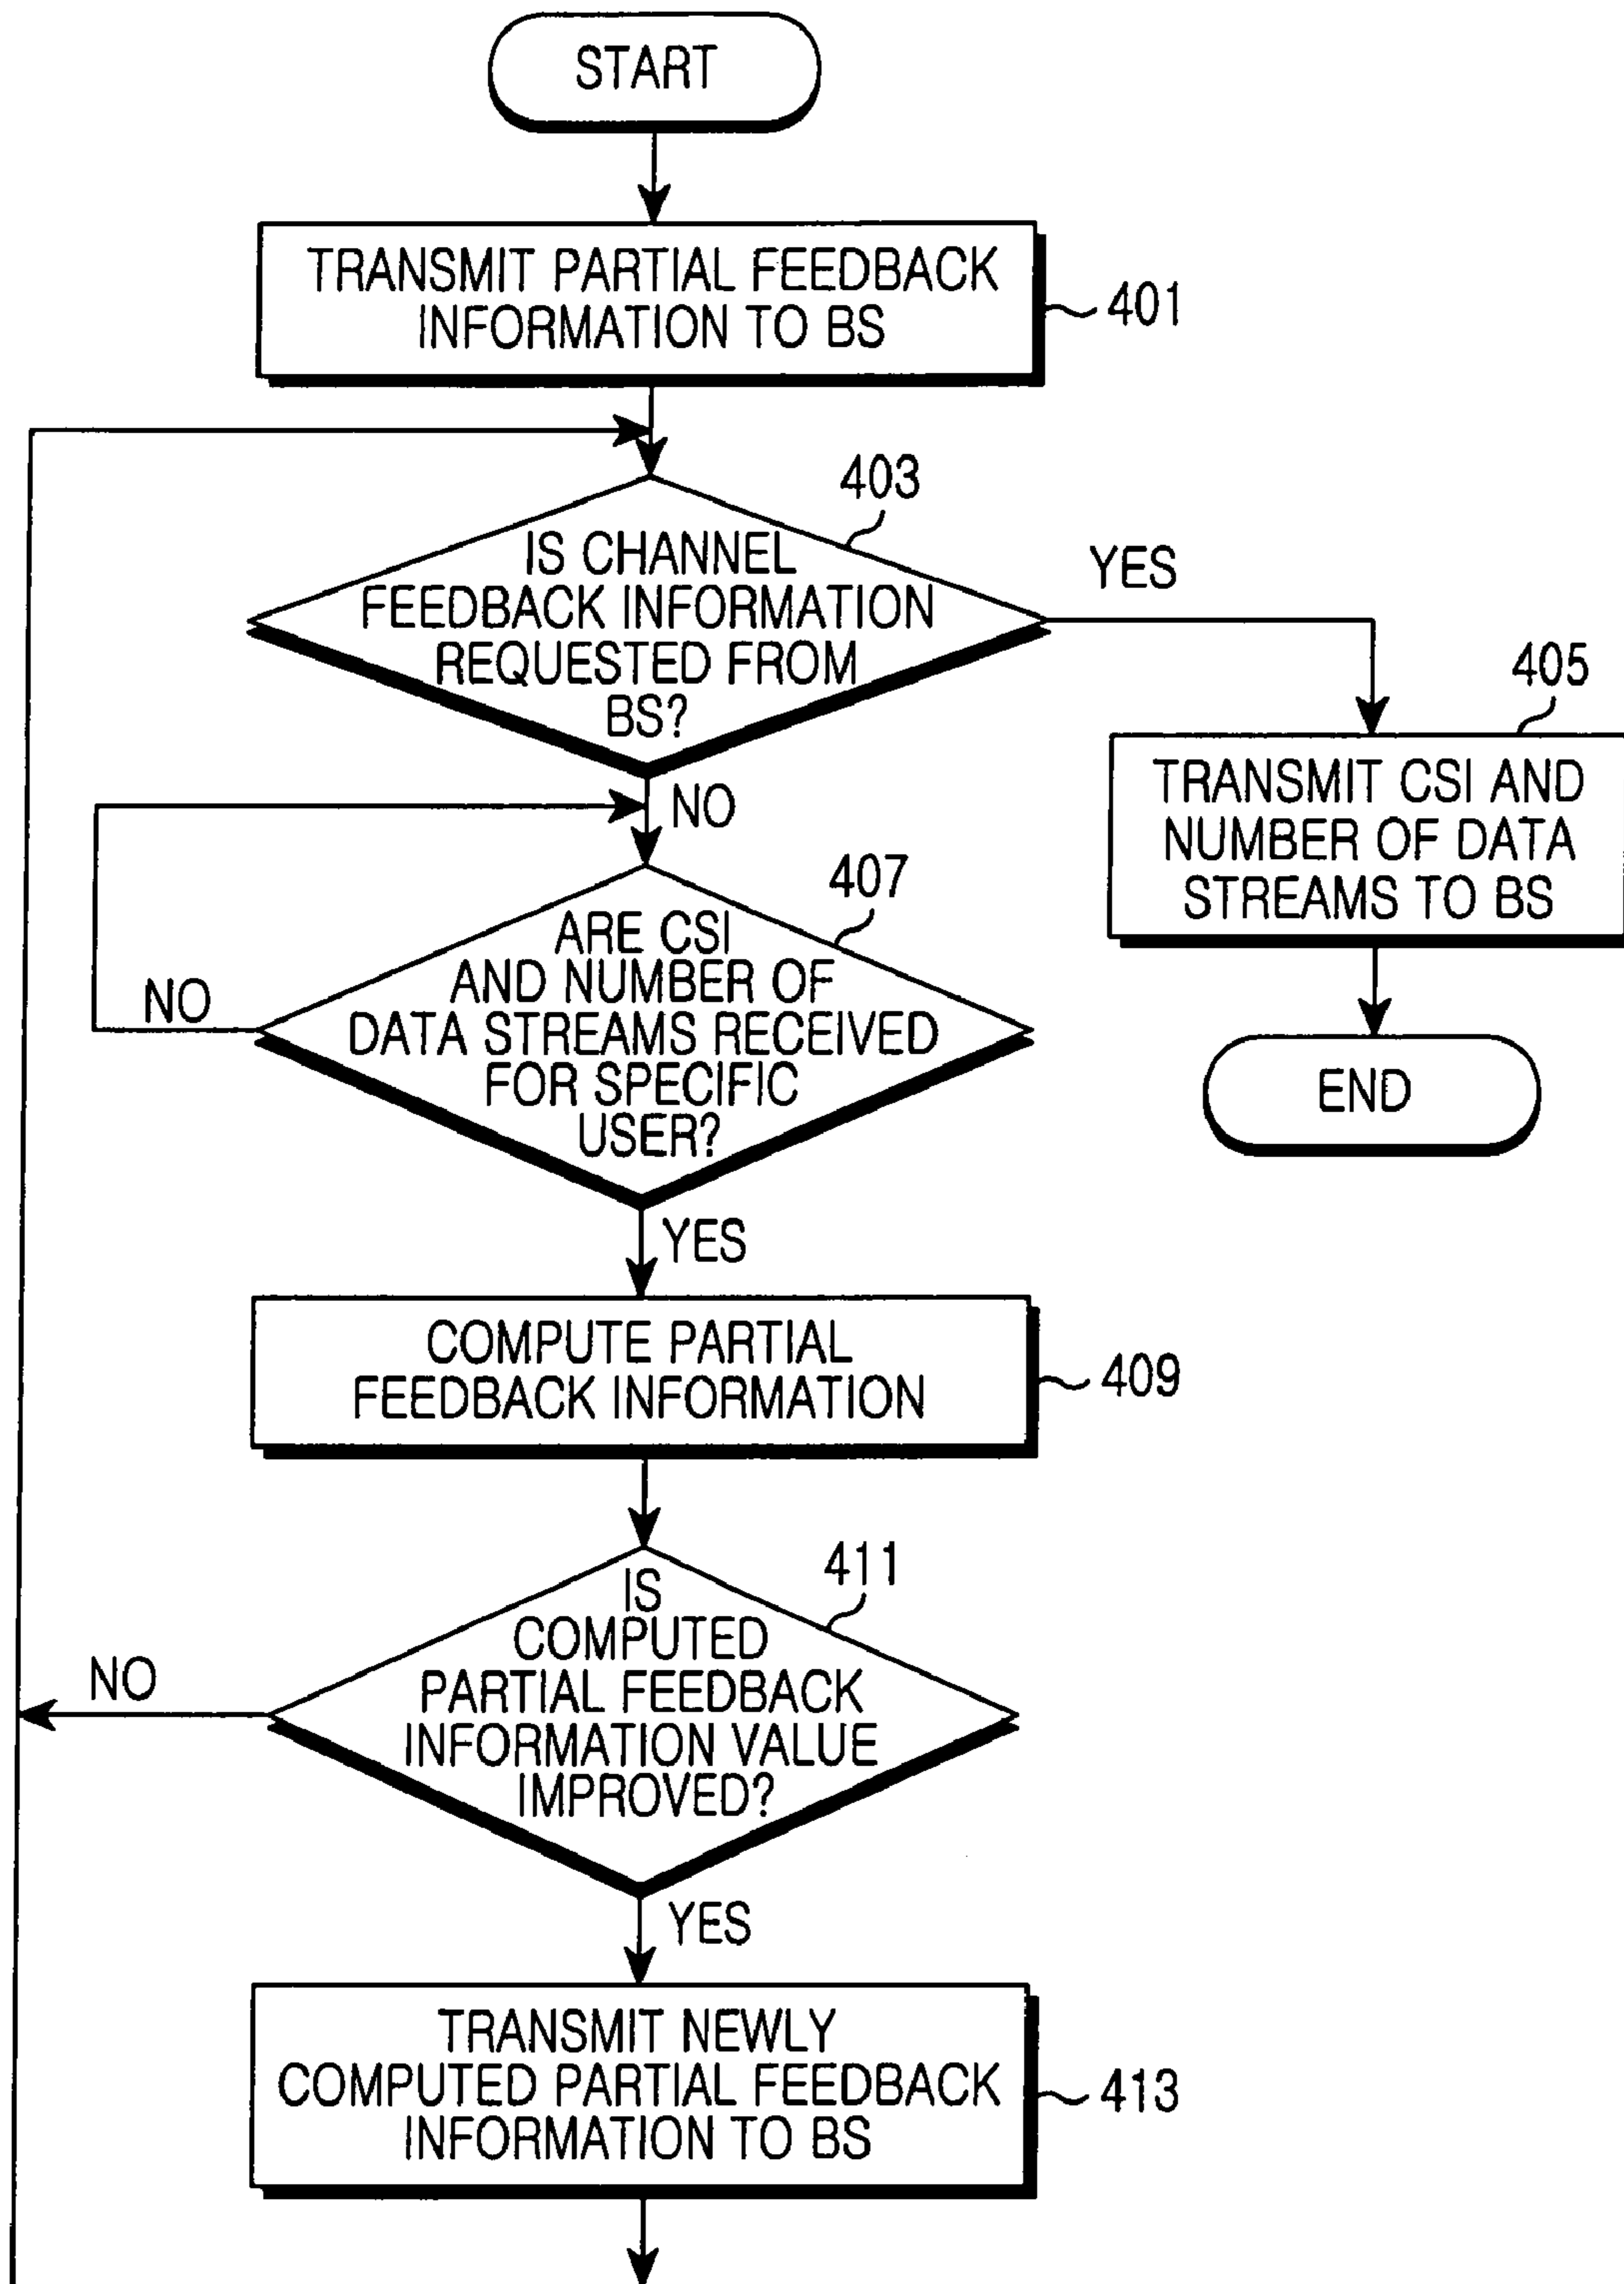 START
TRANSMIT PARTIAL FEEDBACK
INFORMATION TO BS
401
403
IS CHANNEL
FEEDBACK INFORMATION
REQUESTED FROM
BS?
YES
405
TRANSMIT CSI AND
NUMBER OF DATA
STREAMS TO BS
END
NO
407
ARE CSI
AND NUMBER OF
DATA STREAMS RECEIVED
FOR SPECIFIC
USER?
NO
YES
COMPUTE PARTIAL
FEEDBACK INFORMATION
409
411
IS
COMPUTED
PARTIAL FEEDBACK
INFORMATION VALUE
IMPROVED?
NO
YES
TRANSMIT NEWLY
COMPUTED PARTIAL FEEDBACK
INFORMATION TO BS
413